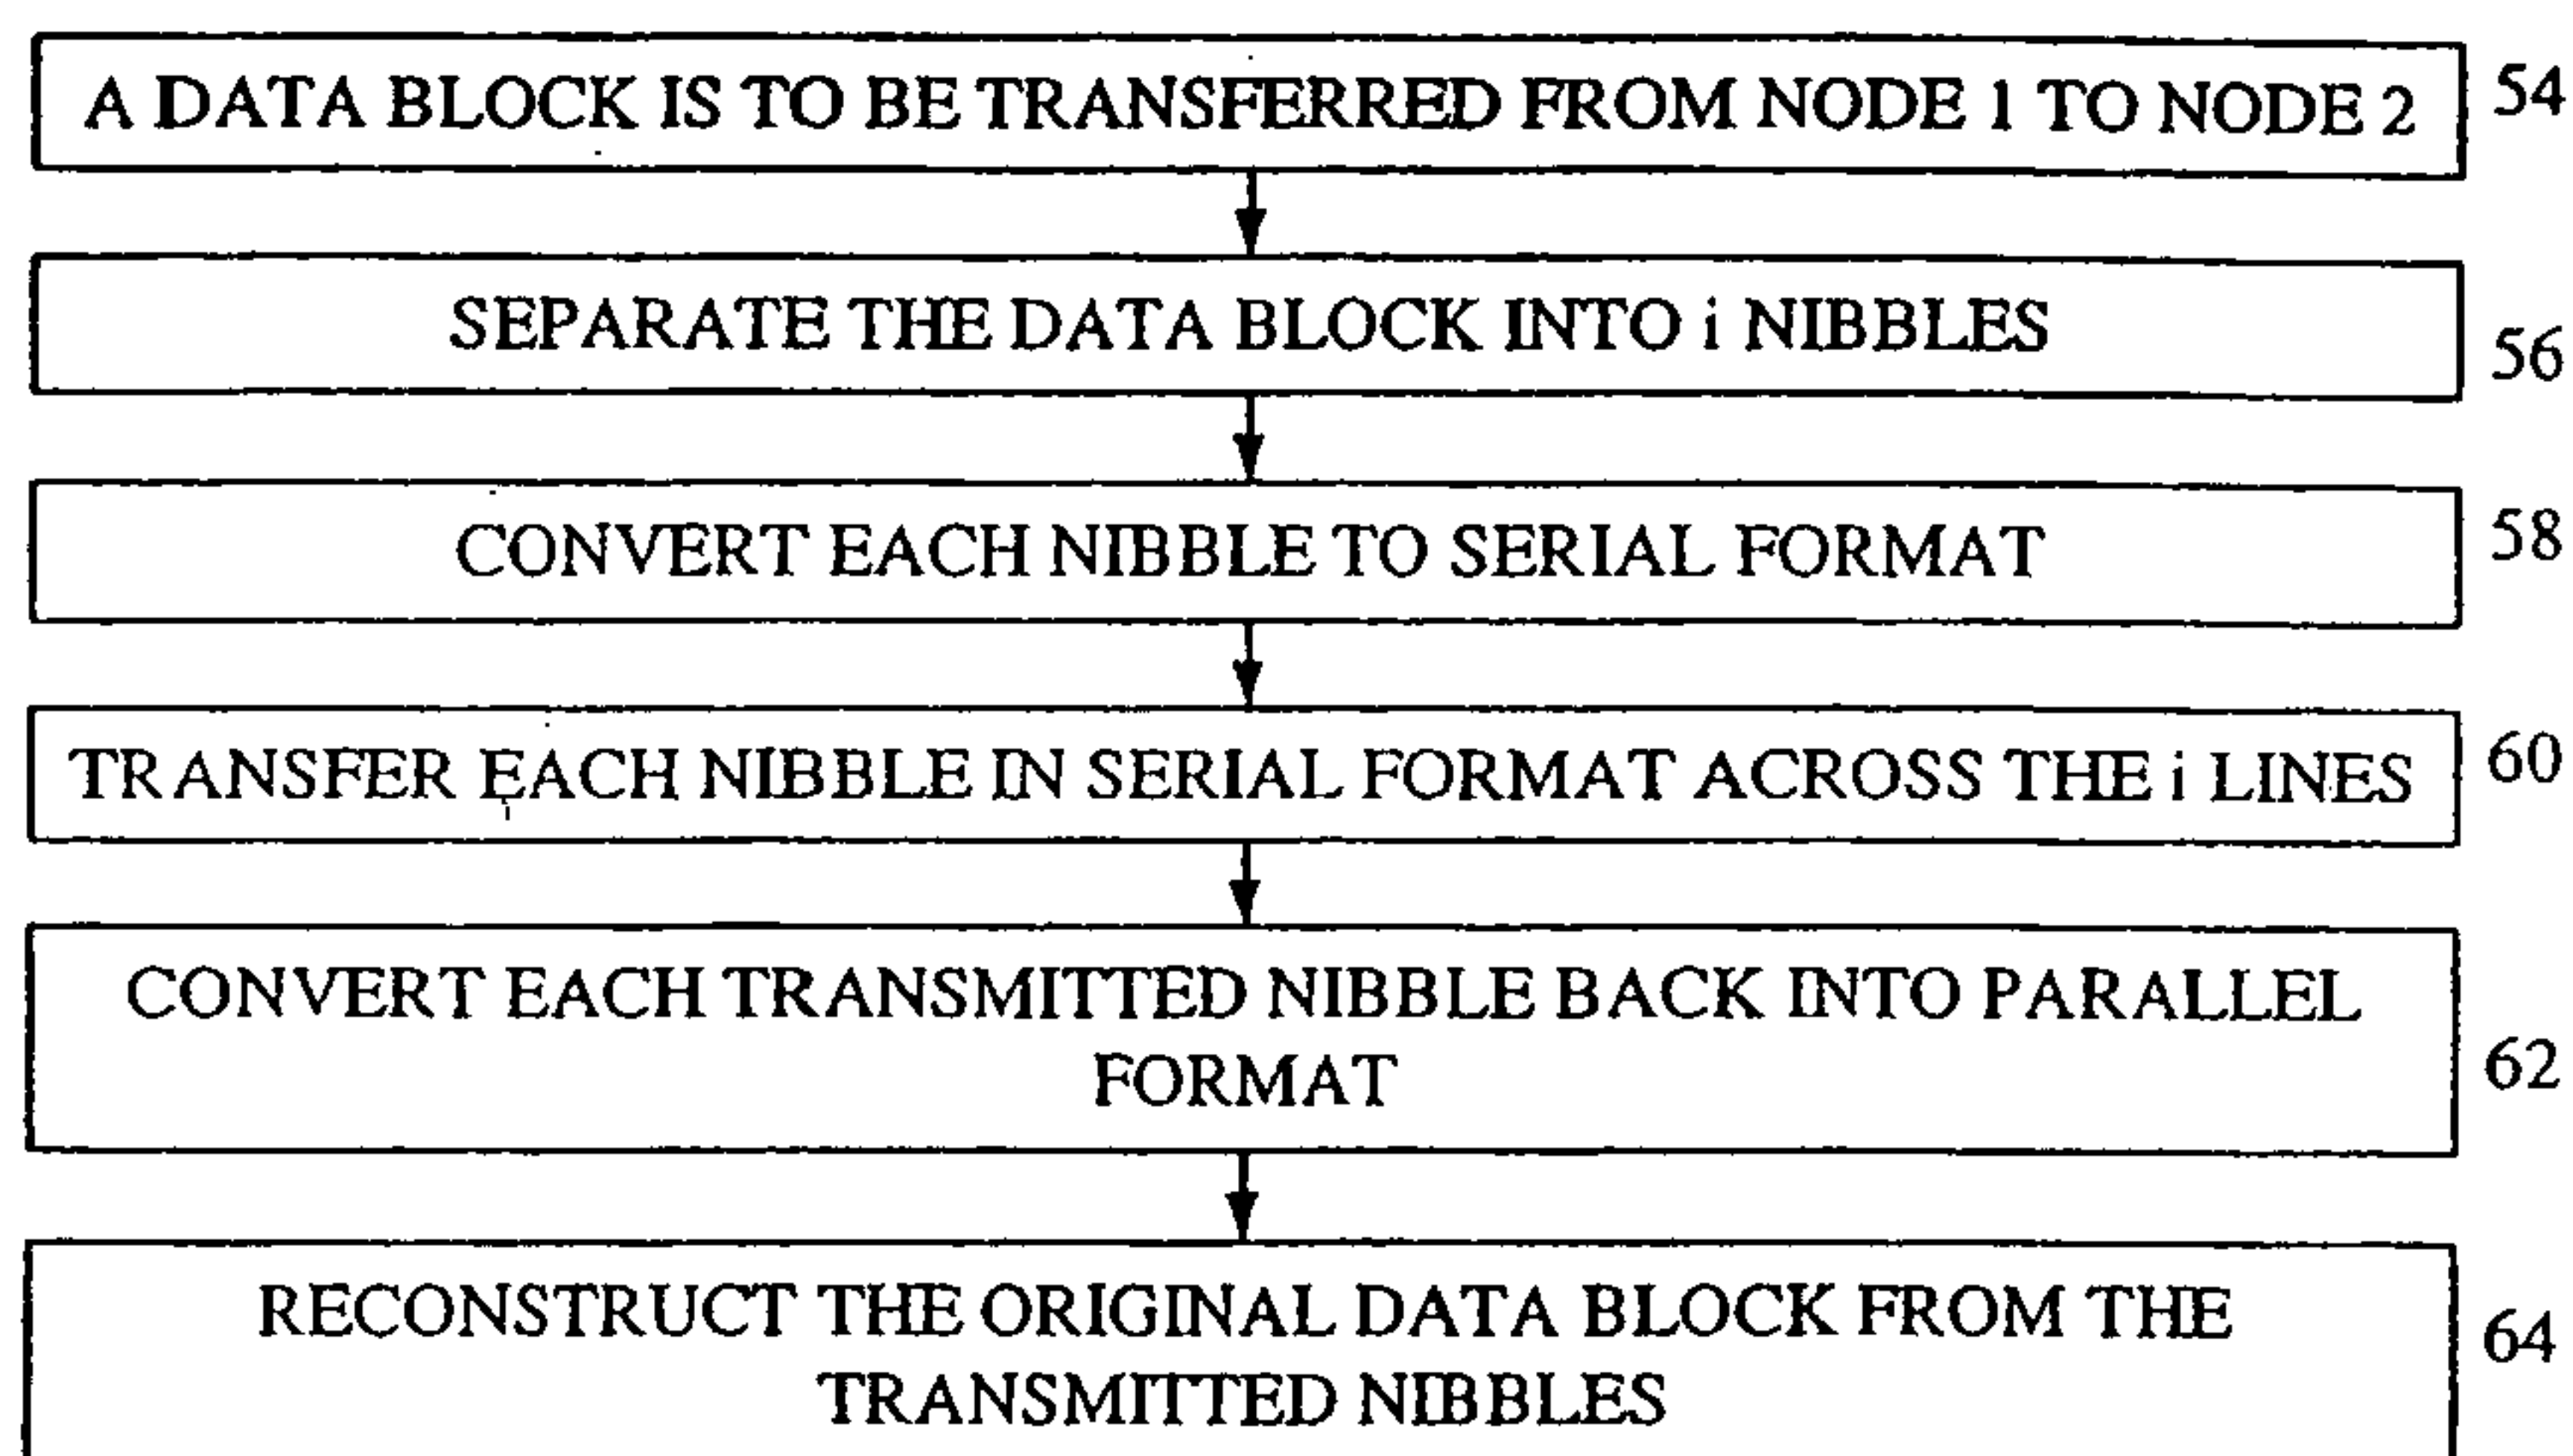 A DATA BLOCK IS TO BE TRANSFERRED FROM NODE 1 TO NODE 2 54
SEPARATE THE DATA BLOCK INTO i NIBBLES 56
CONVERT EACH NIBBLE TO SERIAL FORMAT 58
TRANSFER EACH NIBBLE IN SERIAL FORMAT ACROSS THE i LINES 60
CONVERT EACH TRANSMITTED NIBBLE BACK INTO PARALLEL
FORMAT 62
RECONSTRUCT THE ORIGINAL DATA BLOCK FROM THE 64
TRANSMITTED NIBBLES